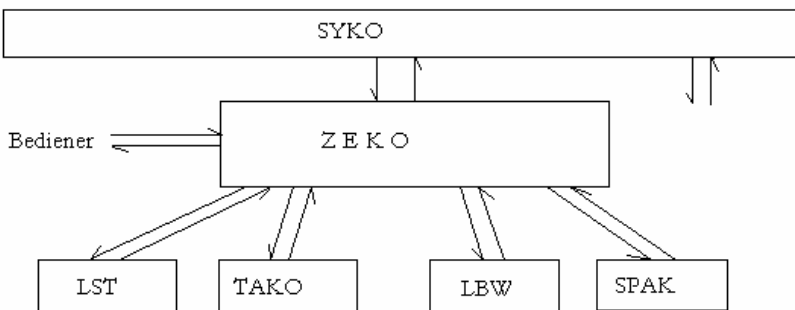 SYKO
Bediener
Z E K O
LST
TAKO
LBW
SPAK